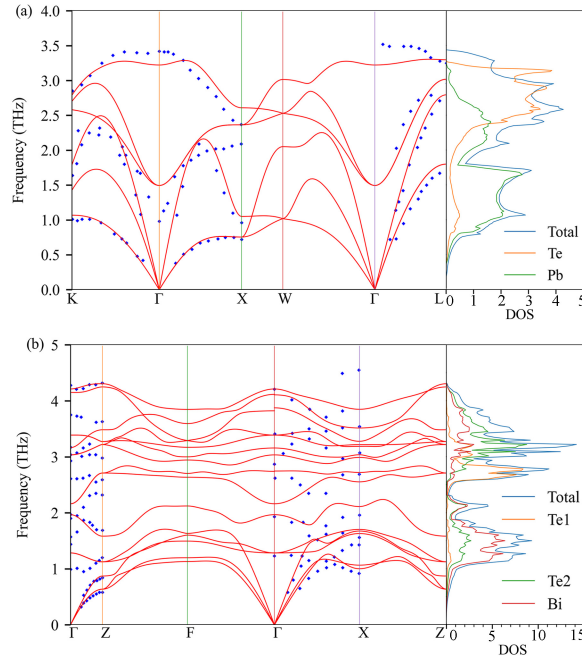 (a)
4.0
3.5
3.0
2.5
2.0
1.5
1.0
0.5
0.0
Frequency (THz)
K Γ X W Γ L
Total
Te
Pb
0 1 2 3 4 5
DOS
(b)
5
4
3
2
1
0
Frequency (THz)
Γ Z F Γ X Z
Total
Te1
Te2
Bi
0 5 10 15
DOS